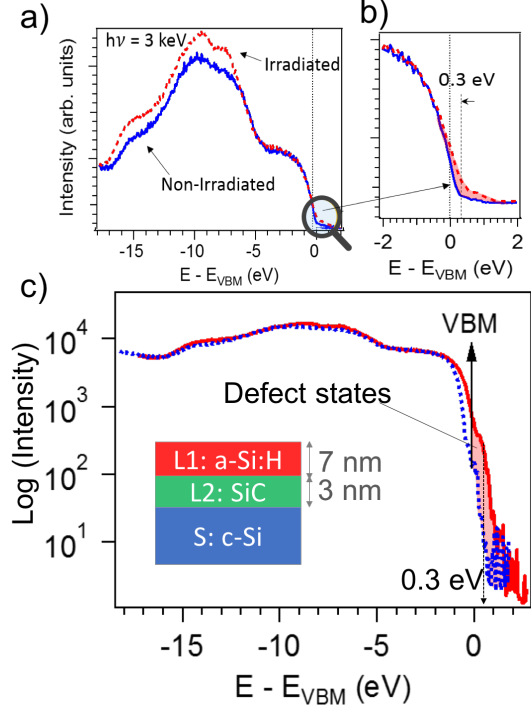 a)
hν = 3 keV
Irradiated
Non-Irradiated
Intensity (arb. units)
-15 -10 -5 0
E - EVBM (eV)
b)
0.3 eV
-2 0 2
E - EVBM (eV)
c)
VBM
Defect states
L1: a-Si:H
7 nm
L2: SiC
3 nm
S: c-Si
0.3 eV
Log (Intensity)
10⁴
10³
10²
10¹
-15 -10 -5 0
E - EVBM (eV)